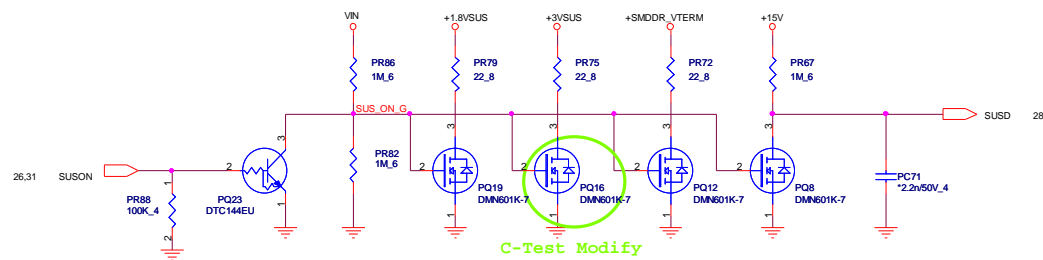 VIN
+1.8VSUS
+3VSUS
+SMDDR_VTERM
+15V
PR86
1M_6
PR79
22_8
PR75
22_8
PR72
22_8
PR67
1M_6
SUS_ON_G
SUSD 28
3
3
3
3
3
PR82
1M_6
26,31 SUSON
2
2
2
2
2
1
PR88
100K_4
2
PQ23
DTC144EU
1
PQ19
DMN601K-7
1
PQ16
DMN601K-7
1
PQ12
DMN601K-7
1
PQ8
DMN601K-7
1
PC71
*2.2n/50V_4
C-Test Modify